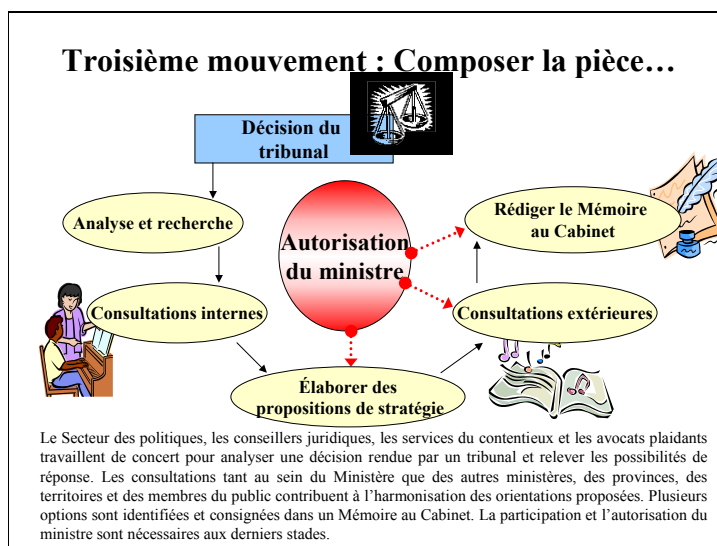 Troisième mouvement : Composer la pièce…
Décision du
tribunal
Analyse et recherche
Autorisation
du ministre
Rédiger le Mémoire
au Cabinet
Consultations internes
Consultations extérieures
Élaborer des
propositions de stratégie
Le Secteur des politiques, les conseillers juridiques, les services du contentieux et les avocats plaidants
travaillent de concert pour analyser une décision rendue par un tribunal et relever les possibilités de
réponse. Les consultations tant au sein du Ministère que des autres ministères, des provinces, des
territoires et des membres du public contribuent à l’harmonisation des orientations proposées. Plusieurs
options sont identifiées et consignées dans un Mémoire au Cabinet. La participation et l’autorisation du
ministre sont nécessaires aux derniers stades.